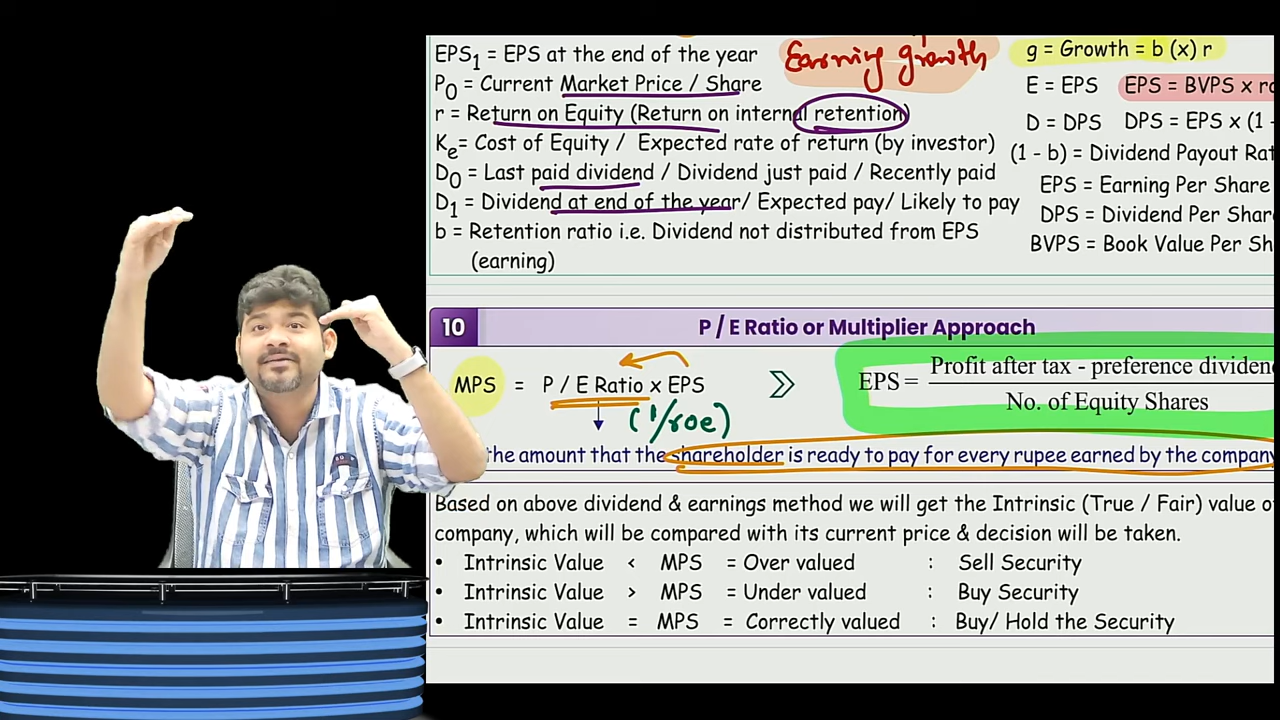 EPS1 = EPS at the end of the year
Earning growth
g = Growth = b (x) r
P0 = Current Market Price / Share
E = EPS EPS = BVPS x
r = Return on Equity (Return on internal retention)
D = DPS DPS = EPS x (1 -
Ke = Cost of Equity / Expected rate of return (by investor)
(1 - b) = Dividend Payout
D0 = Last paid dividend / Dividend just paid / Recently paid
EPS = Earning Per Share
D1 = Dividend at end of the year/ Expected pay/ Likely to pay
DPS = Dividend Per
b = Retention ratio i.e. Dividend not distributed from EPS
(earning)
BVPS = Book Value Per
10 P / E Ratio or Multiplier Approach
MPS = P / E Ratio x EPS
(1/roe)
EPS = Profit after tax - preference
No. of Equity Shares
the amount that the shareholder is ready to pay for every rupee earned by the company
Based on above dividend & earnings method we will get the Intrinsic (True / Fair) value
company, which will be compared with its current price & decision will be taken.
• Intrinsic Value < MPS = Over valued : Sell Security
• Intrinsic Value > MPS = Under valued : Buy Security
• Intrinsic Value = MPS = Correctly valued : Buy/ Hold the Security